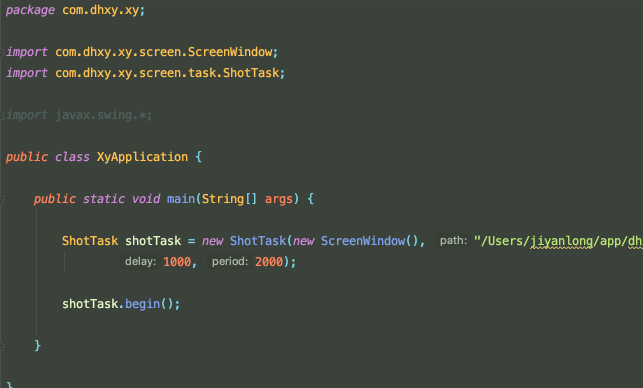 package com.dhxy.xy;
import com.dhxy.xy.screen.ScreenWindow;
import com.dhxy.xy.screen.task.ShotTask;
import javax.swing.*;
public class XyApplication {
public static void main(String[] args) {
ShotTask shotTask = new ShotTask(new ScreenWindow(), path: "/Users/jiyanlong/app/dh
delay: 1000, period: 2000);
shotTask.begin();
}
}